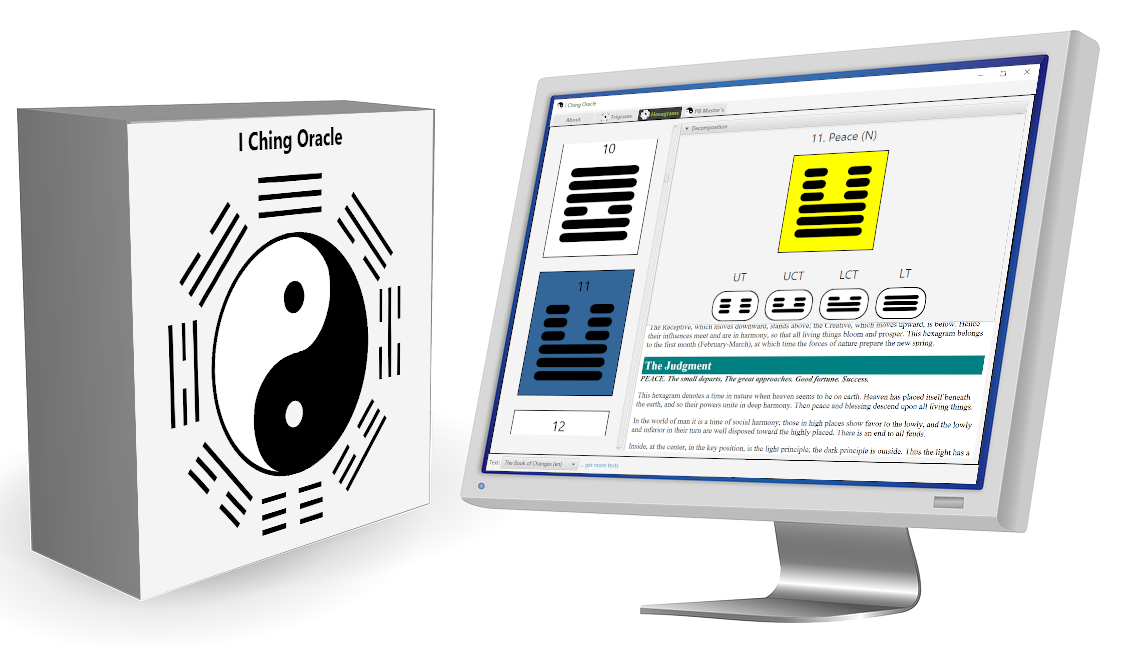 I Ching Oracle
I Ching Oracle
About
Trigrams
Hexagrams
PB Master's
10
11
12
Decomposition
11. Peace (N)
UT
UCT
LCT
LT
The Receptive, which moves downward, stands above; the Creative, which moves upward, is below. Hence
their influences meet and are in harmony, so that all living things bloom and prosper. This hexagram belongs
to the first month (February-March), at which time the forces of nature prepare the new spring.
The Judgment
PEACE. The small departs, The great approaches. Good fortune. Success.
This hexagram denotes a time in nature when heaven seems to be on earth. Heaven has placed itself beneath
the earth, and so their powers unite in deep harmony. Then peace and blessing descend upon all living things.
In the world of man it is a time of social harmony; those in high places show favor to the lowly, and the lowly
and inferior in their turn are well disposed toward the highly placed. There is an end to all feuds.
Inside, at the center, in the key position, is the light principle; the dark principle is outside. Thus the light has a
Text: The Book of Changes (en) ... get more texts